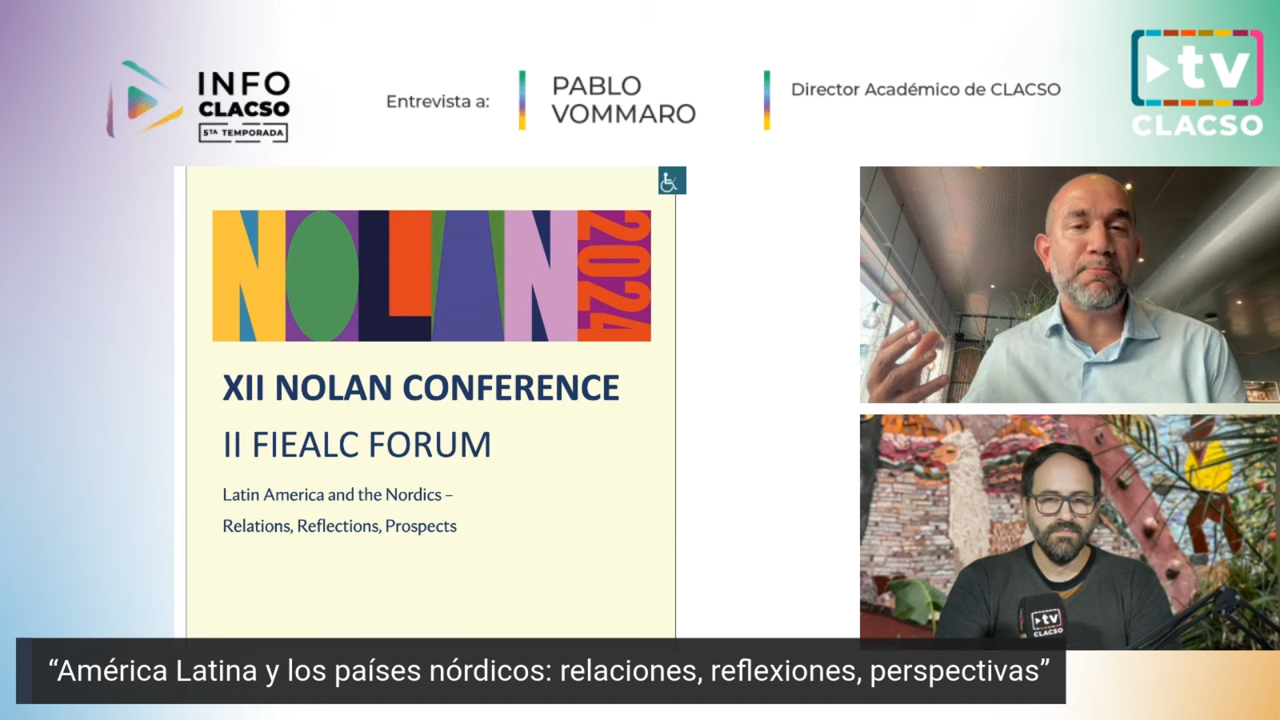 INFO
CLACSO
5TA TEMPORADA
Entrevista a:
PABLO
VOMMARO
Director Académico de CLACSO
tv
CLACSO
NOLAN 2024
XII NOLAN CONFERENCE
II FIEALC FORUM
Latin America and the Nordics –
Relations, Reflections, Prospects
tv
CLACSO
“América Latina y los países nórdicos: relaciones, reflexiones, perspectivas”